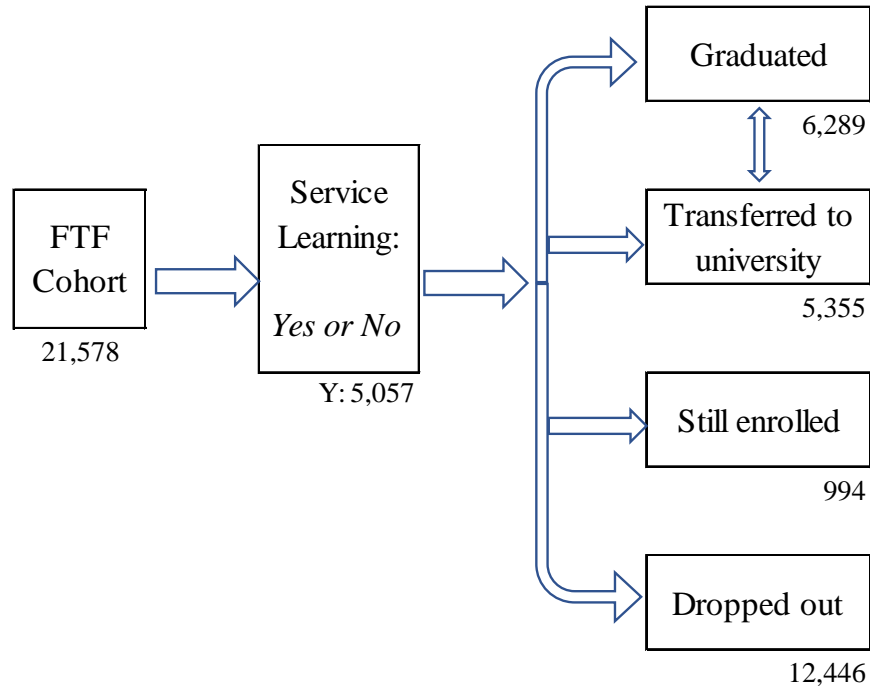 FTF
Cohort
21,578
Service
Learning:
Yes or No
Y: 5,057
Graduated
6,289
Transferred to
university
5,355
Still enrolled
994
Dropped out
12,446